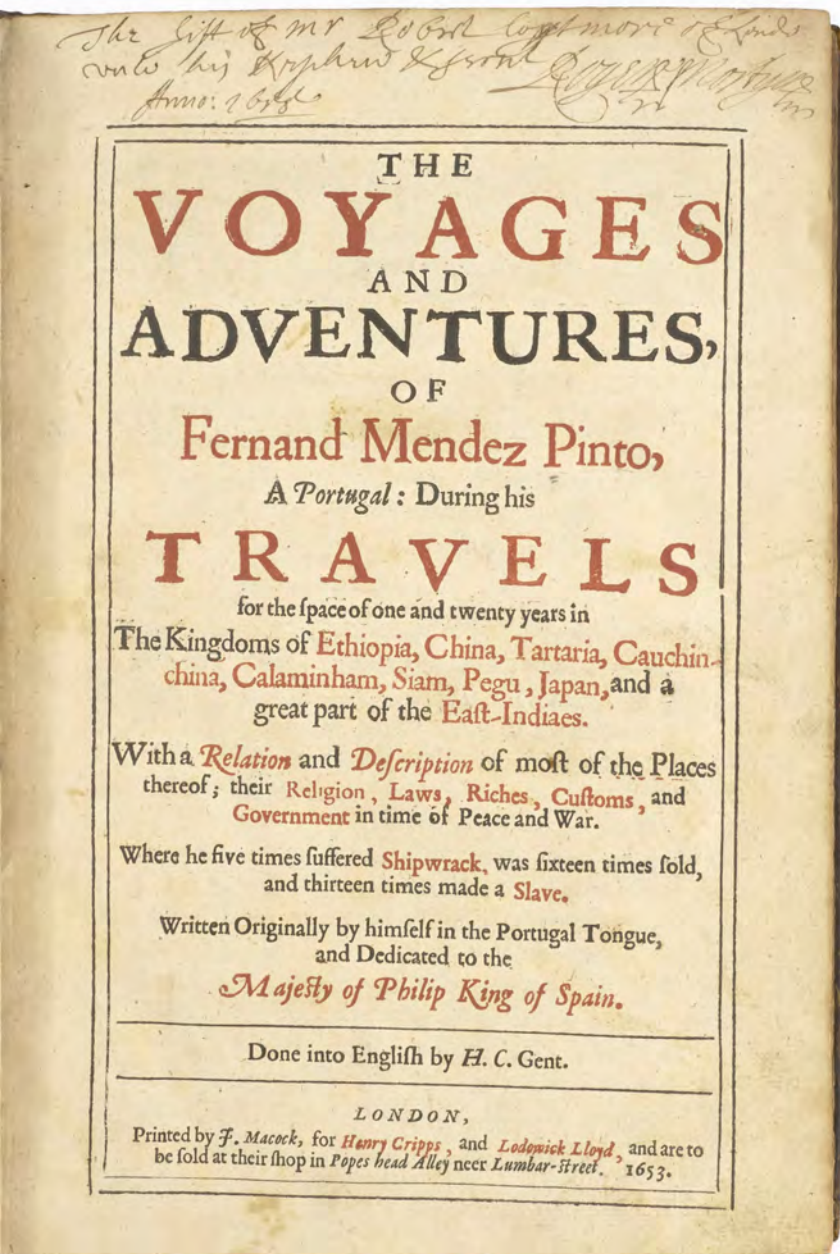 The Gift of Mr Robert of
unto his
Anno:
THE
VOYAGES
AND
ADVENTURES,
OF
Fernand Mendez Pinto,
A Portugal: During his
TRAVELS
for the ſpace of one and twenty years in
The Kingdoms of Ethiopia, China, Tartaria, Cauchin-
china, Calaminham, Siam, Pegu, Japan, and a
great part of the Eaſt-Indiaes.
With a Relation and Deſcription of moſt of the Places
thereof; their Religion, Laws, Riches, Cuſtoms, and
Government in time of Peace and War.
Where he five times ſuffered Shipwrack, was ſixteen times ſold,
and thirteen times made a Slave.
Written Originally by himſelf in the Portugal Tongue,
and Dedicated to the
Majeſty of Philip King of Spain.
Done into Engliſh by H. C. Gent.
LONDON,
Printed by J. Macock, for Henry Cripps, and Lodowick Lloyd, and are to
be ſold at their ſhop in Popes head Alley neer Lumbar-ſtreet. 1653.